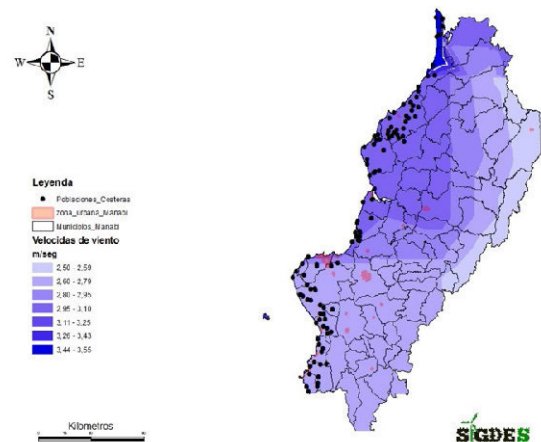 N
W E
S
Leyenda
Poblaciones_Costeras
zona_urbana_Manabi
Municipios_Manabi
Velocidas de viento
m/seg
2,50 - 2,59
2,60 - 2,79
2,80 - 2,95
2,95 - 3,10
3,11 - 3,25
3,26 - 3,43
3,44 - 3,55
Kilometros
SIGDES